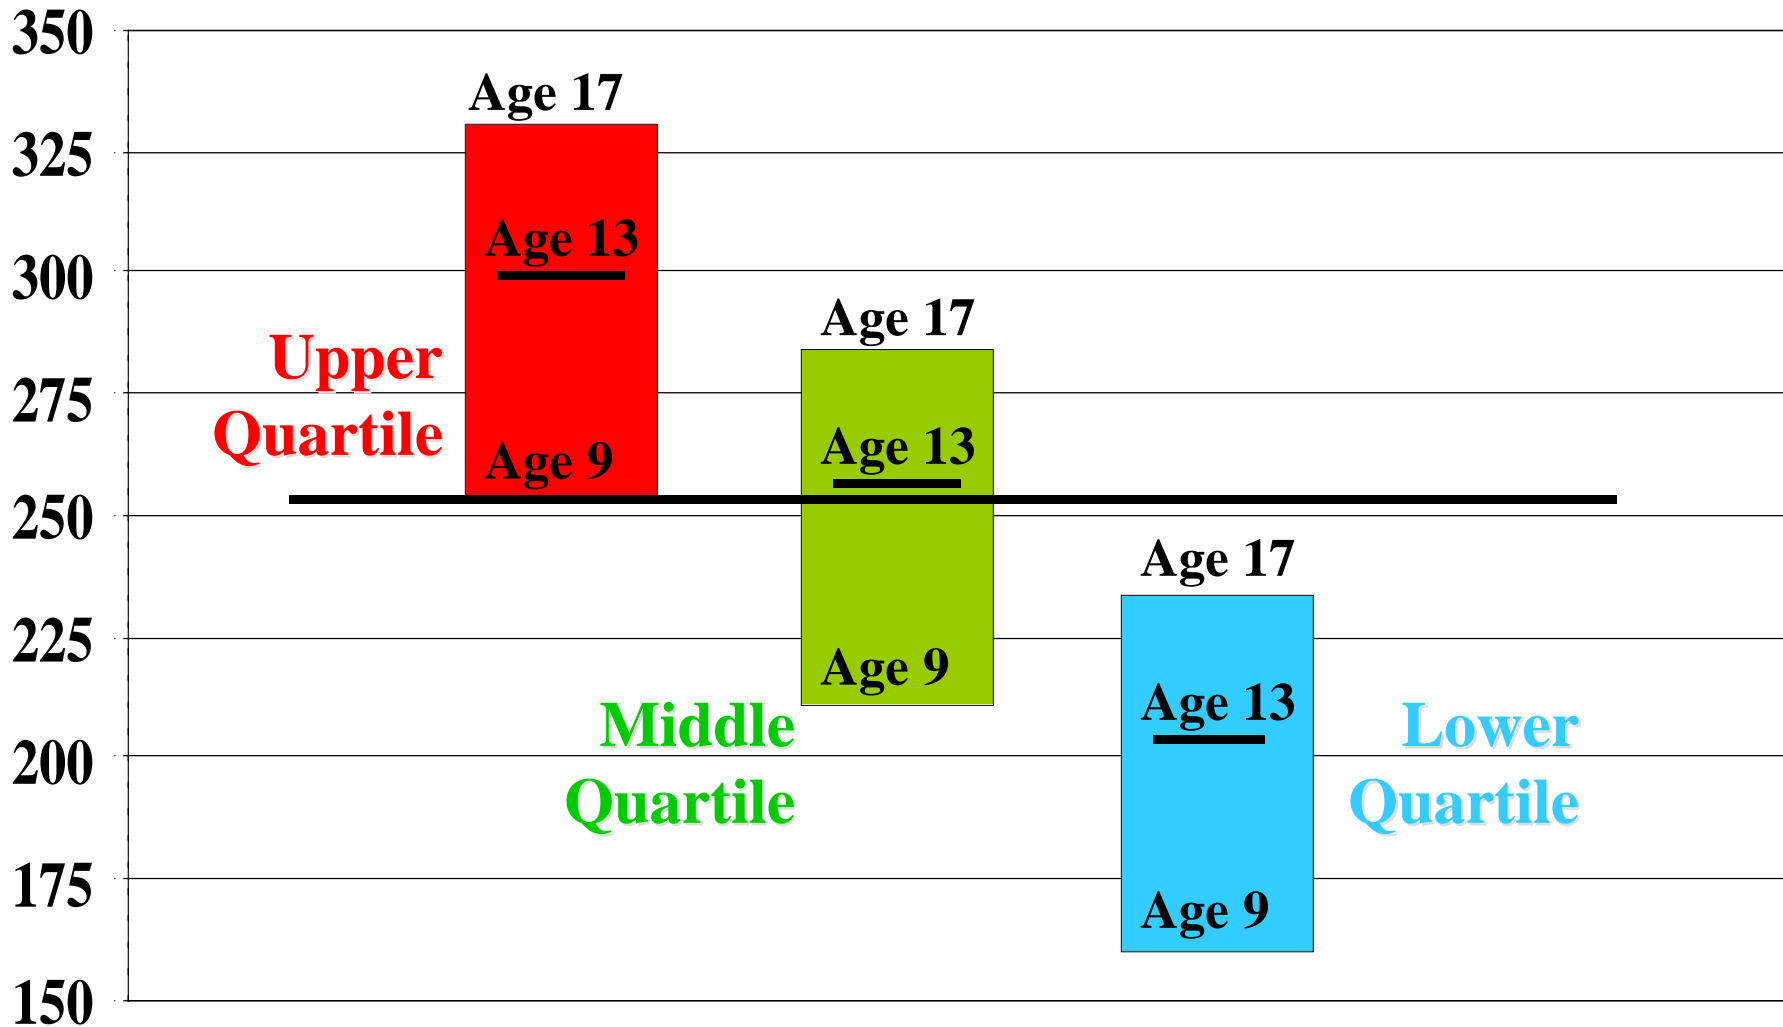 350
325
300
275
250
225
200
175
150
Age 17
Age 13
Age 9
Upper
Quartile
Age 17
Age 13
Age 9
Middle
Quartile
Age 17
Age 13
Age 9
Lower
Quartile